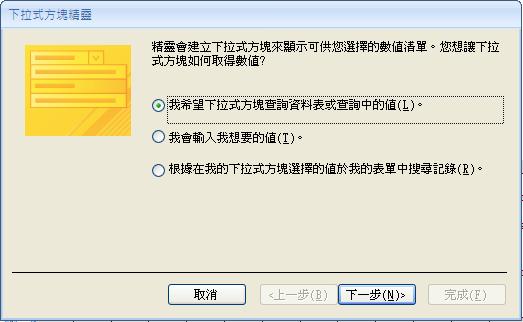 下拉式方塊精靈
精靈會建立下拉式方塊來顯示可供您選擇的數值清單。您想讓下拉
式方塊如何取得數值?
我希望下拉式方塊查詢資料表或查詢中的值(L)。
我會輸入我想要的值(T)。
根據在我的下拉式方塊選擇的值於我的表單中搜尋記錄(R)。
取消 <上一步(B) 下一步(N)> 完成(F)